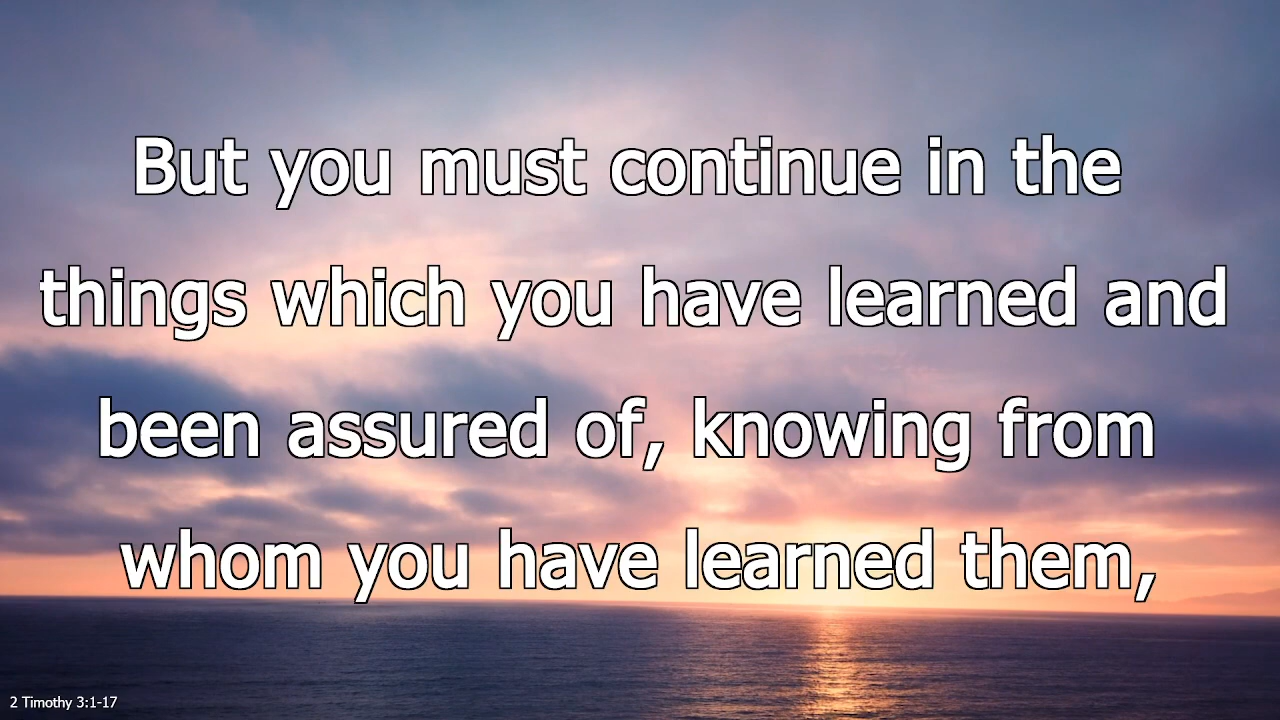 But you must continue in the
things which you have learned and
been assured of, knowing from
whom you have learned them,
2 Timothy 3:1-17